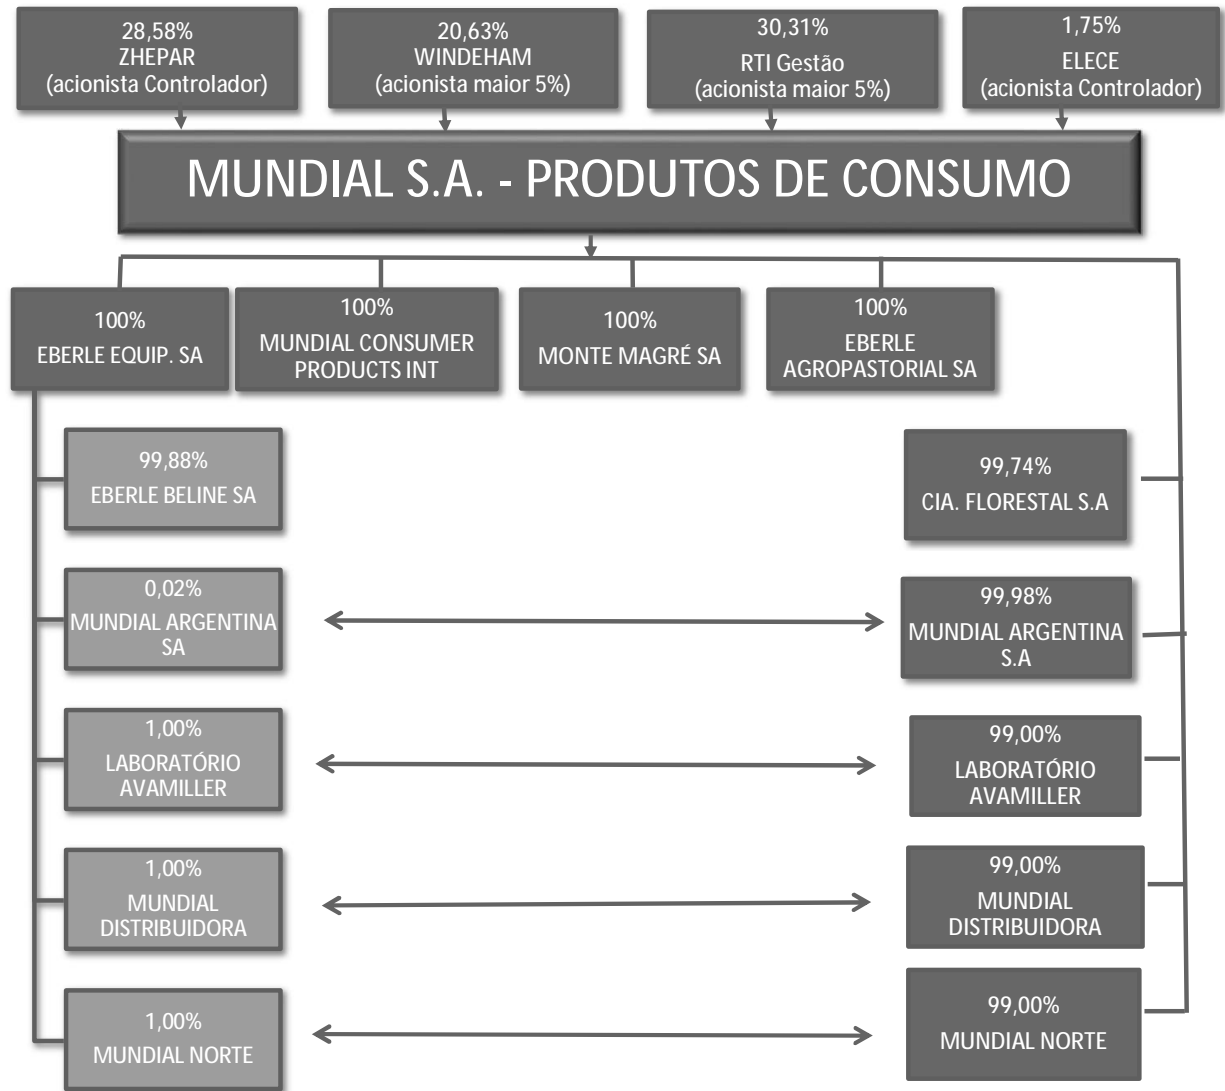 28,58%
ZHEPAR
(acionista Controlador)
20,63%
WINDEHAM
(acionista maior 5%)
30,31%
RTI Gestão
(acionista maior 5%)
1,75%
ELECE
(acionista Controlador)
MUNDIAL S.A. - PRODUTOS DE CONSUMO
100%
EBERLE EQUIP. SA
100%
MUNDIAL CONSUMER
PRODUCTS INT
100%
MONTE MAGRÉ SA
100%
EBERLE
AGROPASTORIAL SA
99,88%
EBERLE BELINE SA
99,74%
CIA. FLORESTAL S.A
0,02%
MUNDIAL ARGENTINA
SA
99,98%
MUNDIAL ARGENTINA
S.A
1,00%
LABORATÓRIO
AVAMILLER
99,00%
LABORATÓRIO
AVAMILLER
1,00%
MUNDIAL
DISTRIBUIDORA
99,00%
MUNDIAL
DISTRIBUIDORA
1,00%
MUNDIAL NORTE
99,00%
MUNDIAL NORTE